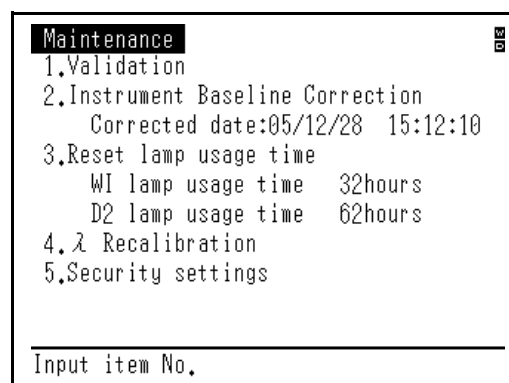 Maintenance
W
D
1.Validation
2.Instrument Baseline Correction
Corrected date:05/12/28 15:12:10
3.Reset lamp usage time
WI lamp usage time 32hours
D2 lamp usage time 62hours
4.λ Recalibration
5.Security settings
Input item No.